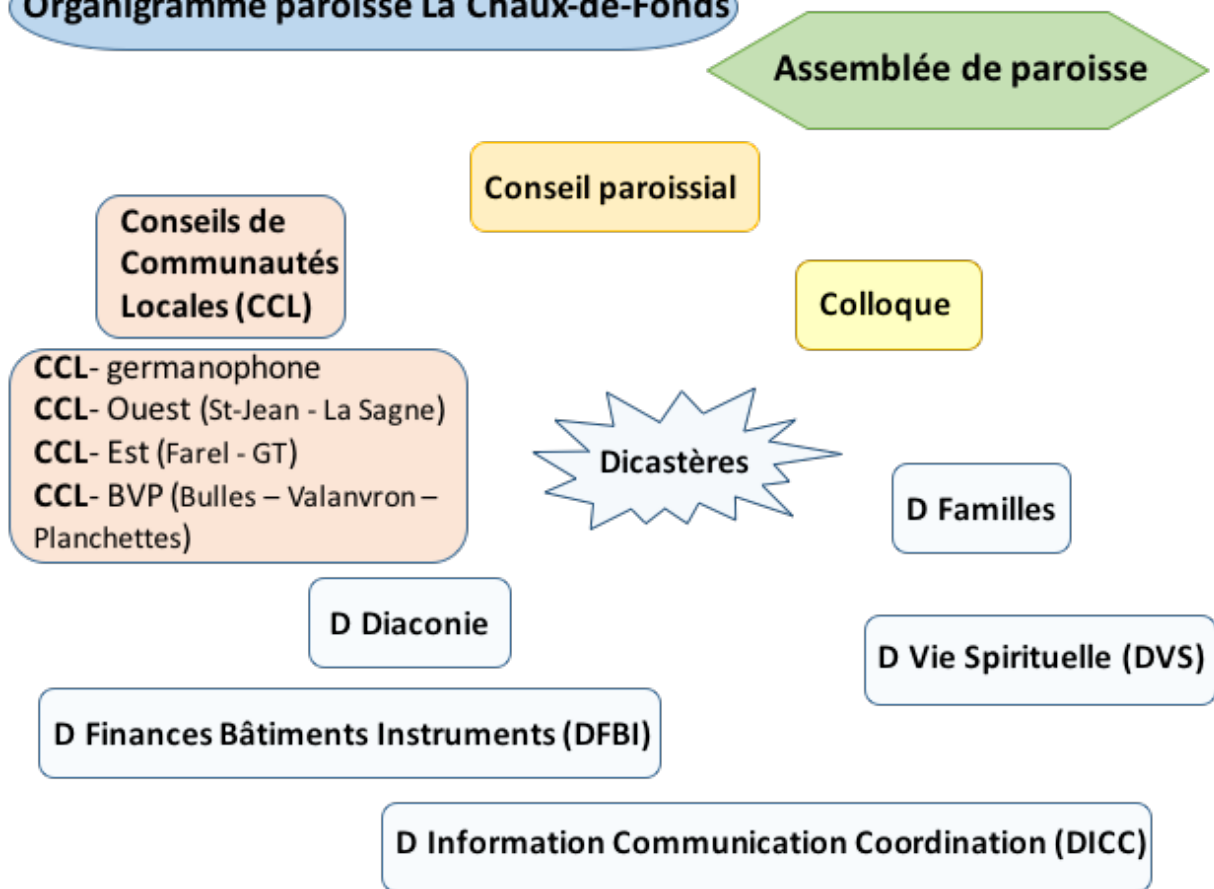 Organigramme paroisse La Chaux-de-Fonds
Assemblée de paroisse
Conseil paroissial
Conseils de
Communautés
Locales (CCL)
Colloque
CCL- germanophone
CCL- Ouest (St-Jean - La Sagne)
CCL- Est (Farel - GT)
CCL- BVP (Bulles – Valanvron –
Planchettes)
Dicastères
D Familles
D Diaconie
D Vie Spirituelle (DVS)
D Finances Bâtiments Instruments (DFBI)
D Information Communication Coordination (DICC)